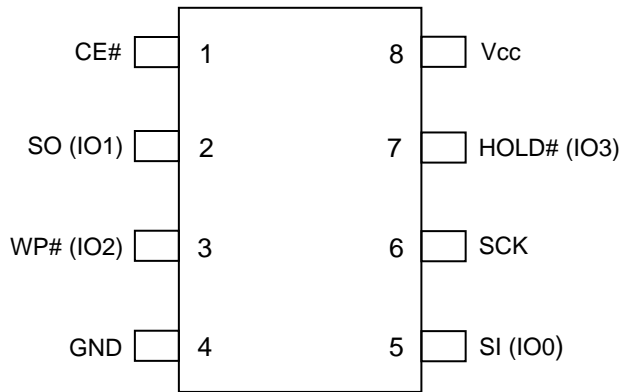 CE# 1 8 Vcc
SO (IO1) 2 7 HOLD# (IO3)
WP# (IO2) 3 6 SCK
GND 4 5 SI (IO0)